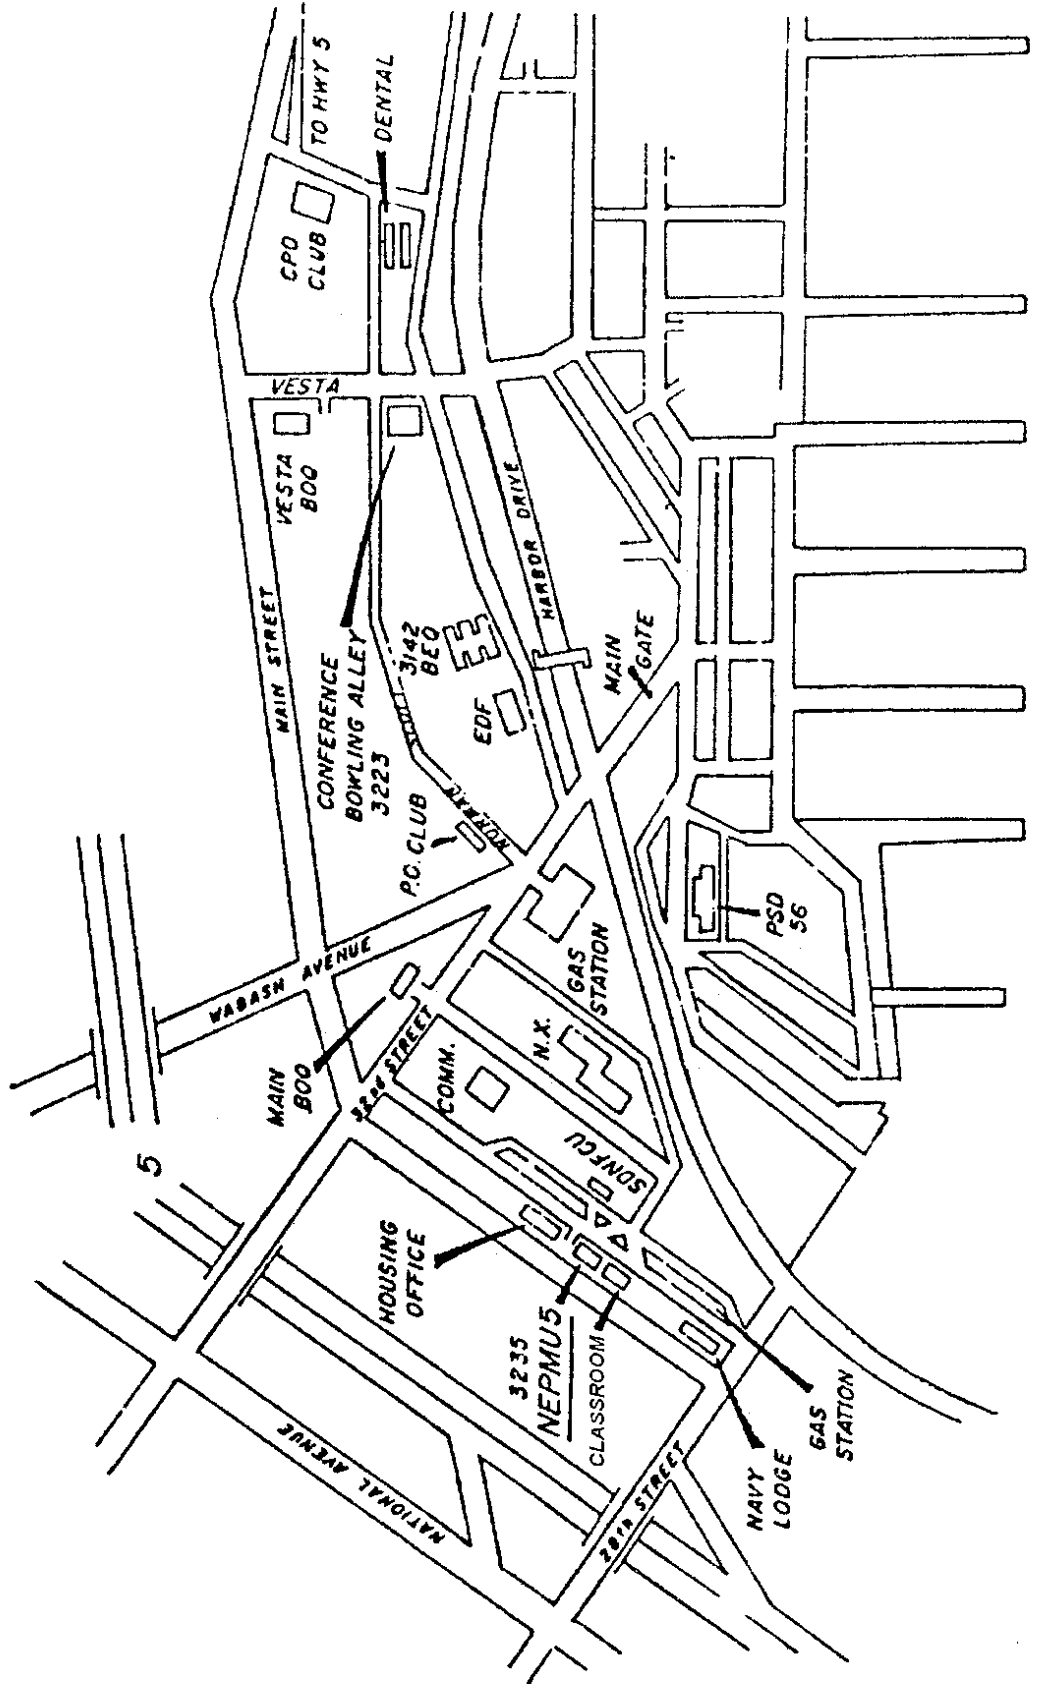 TO HWY 5
DENTAL
CPO
CLUB
VESTA
VESTA
BOQ
HARBOR DRIVE
MAIN STREET
CONFERENCE
BOWLING ALLEY
3223
3142
BEQ
EDF
MAIN
GATE
P.O. CLUB
NORMAN
SCOTT
WABASH AVENUE
GAS
STATION
PSD
56
MAIN
BOQ
32nd STREET
COMM.
N.X.
5
SDNFCU
HOUSING
OFFICE
3235
NEPMU5
CLASSROOM
NATIONAL AVENUE
28th STREET
NAVY
LODGE
GAS
STATION